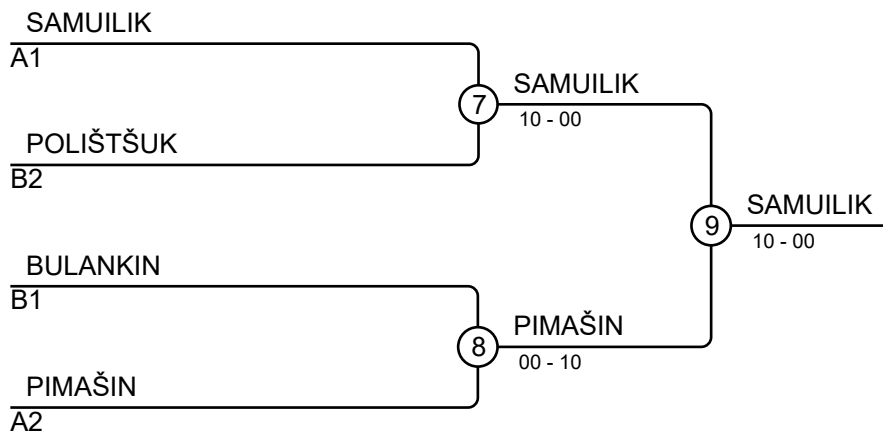 SAMUILIK
A1
7
SAMUILIK
10 - 00
POLIŠTŠUK
B2
9
SAMUILIK
10 - 00
BULANKIN
B1
8
PIMAŠIN
00 - 10
PIMAŠIN
A2